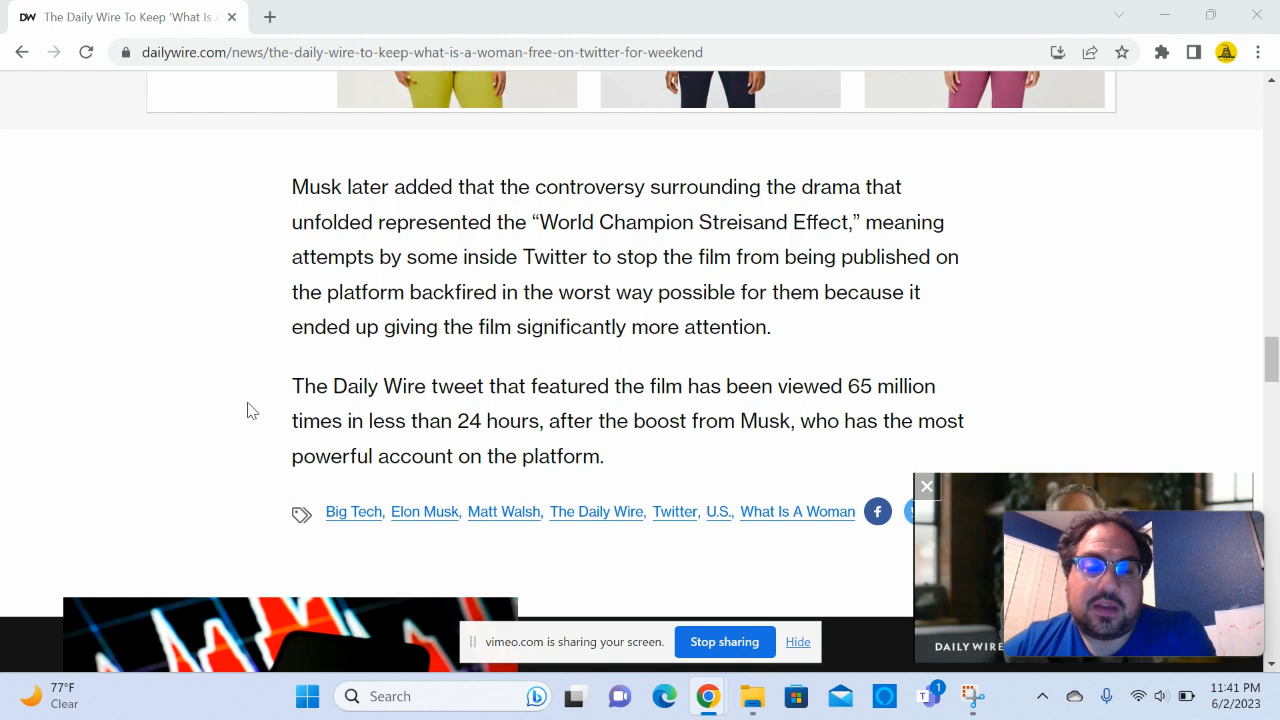 DW The Daily Wire To Keep 'What Is A
dailywire.com/news/the-daily-wire-to-keep-what-is-a-woman-free-on-twitter-for-weekend
Musk later added that the controversy surrounding the drama that
unfolded represented the “World Champion Streisand Effect,” meaning
attempts by some inside Twitter to stop the film from being published on
the platform backfired in the worst way possible for them because it
ended up giving the film significantly more attention.
The Daily Wire tweet that featured the film has been viewed 65 million
times in less than 24 hours, after the boost from Musk, who has the most
powerful account on the platform.
Big Tech, Elon Musk, Matt Walsh, The Daily Wire, Twitter, U.S., What Is A Woman
DAILYWIRE
vimeo.com is sharing your screen. Stop sharing Hide
77°F
Clear
Search
1
11:41 PM
6/2/2023